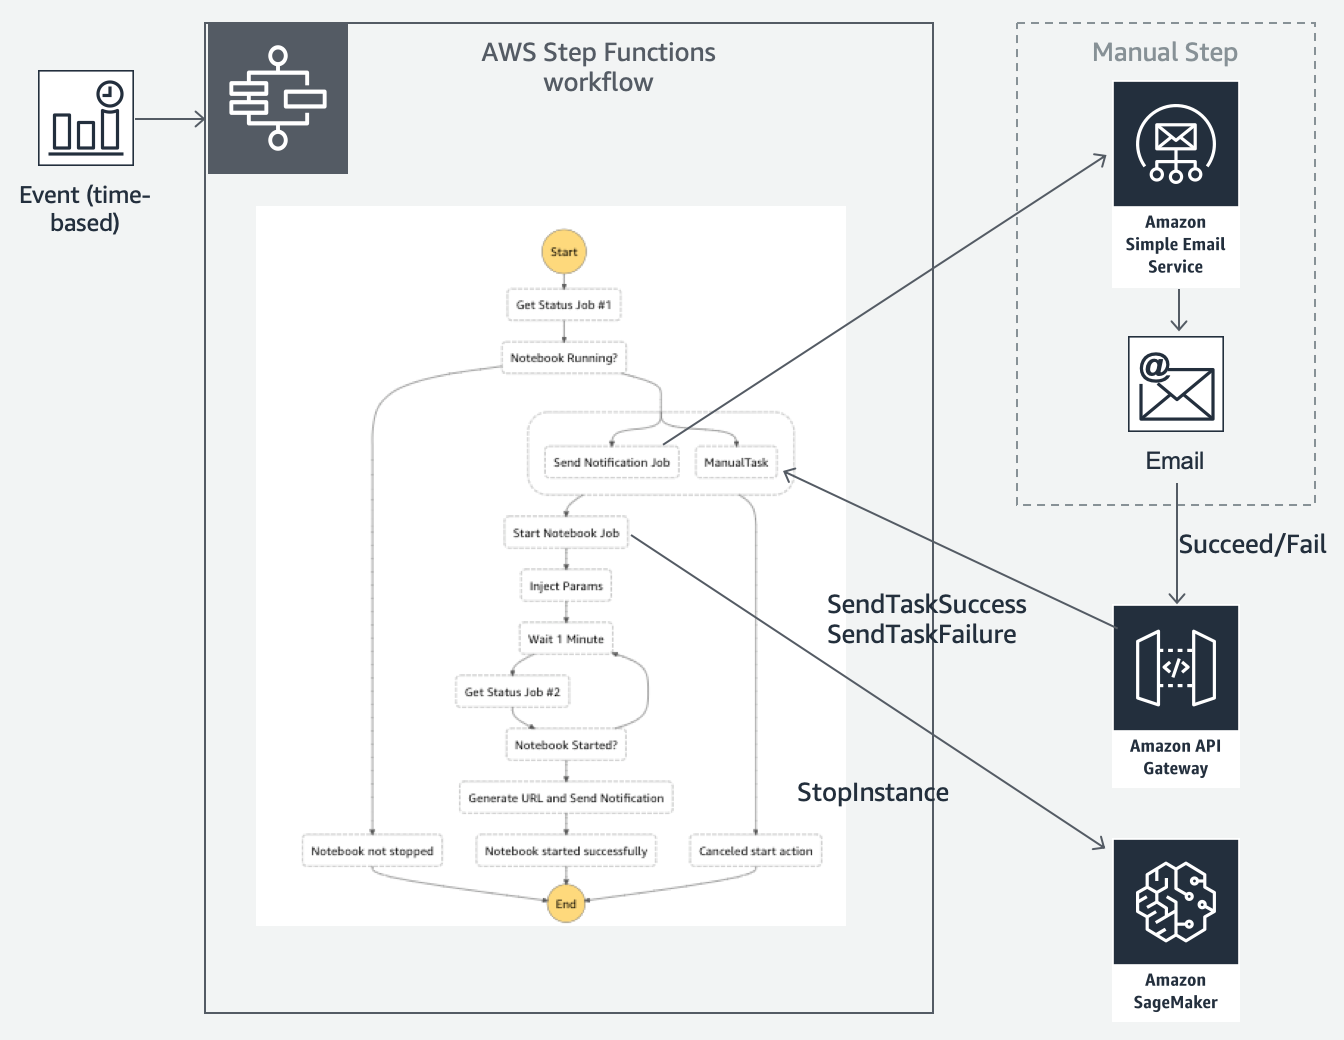 AWS Step Functions
workflow
Manual Step
Event (time-
based)
Amazon
Simple Email
Service
Start
Get Status Job #1
Notebook Running?
Send Notification Job
ManualTask
@
Email
Start Notebook Job
Succeed/Fail
Inject Params
SendTaskSuccess
SendTaskFailure
Wait 1 Minute
</>
Get Status Job #2
Notebook Started?
Amazon API
Gateway
Generate URL and Send Notification
StopInstance
Notebook not stopped
Notebook started successfully
Canceled start action
End
Amazon
SageMaker